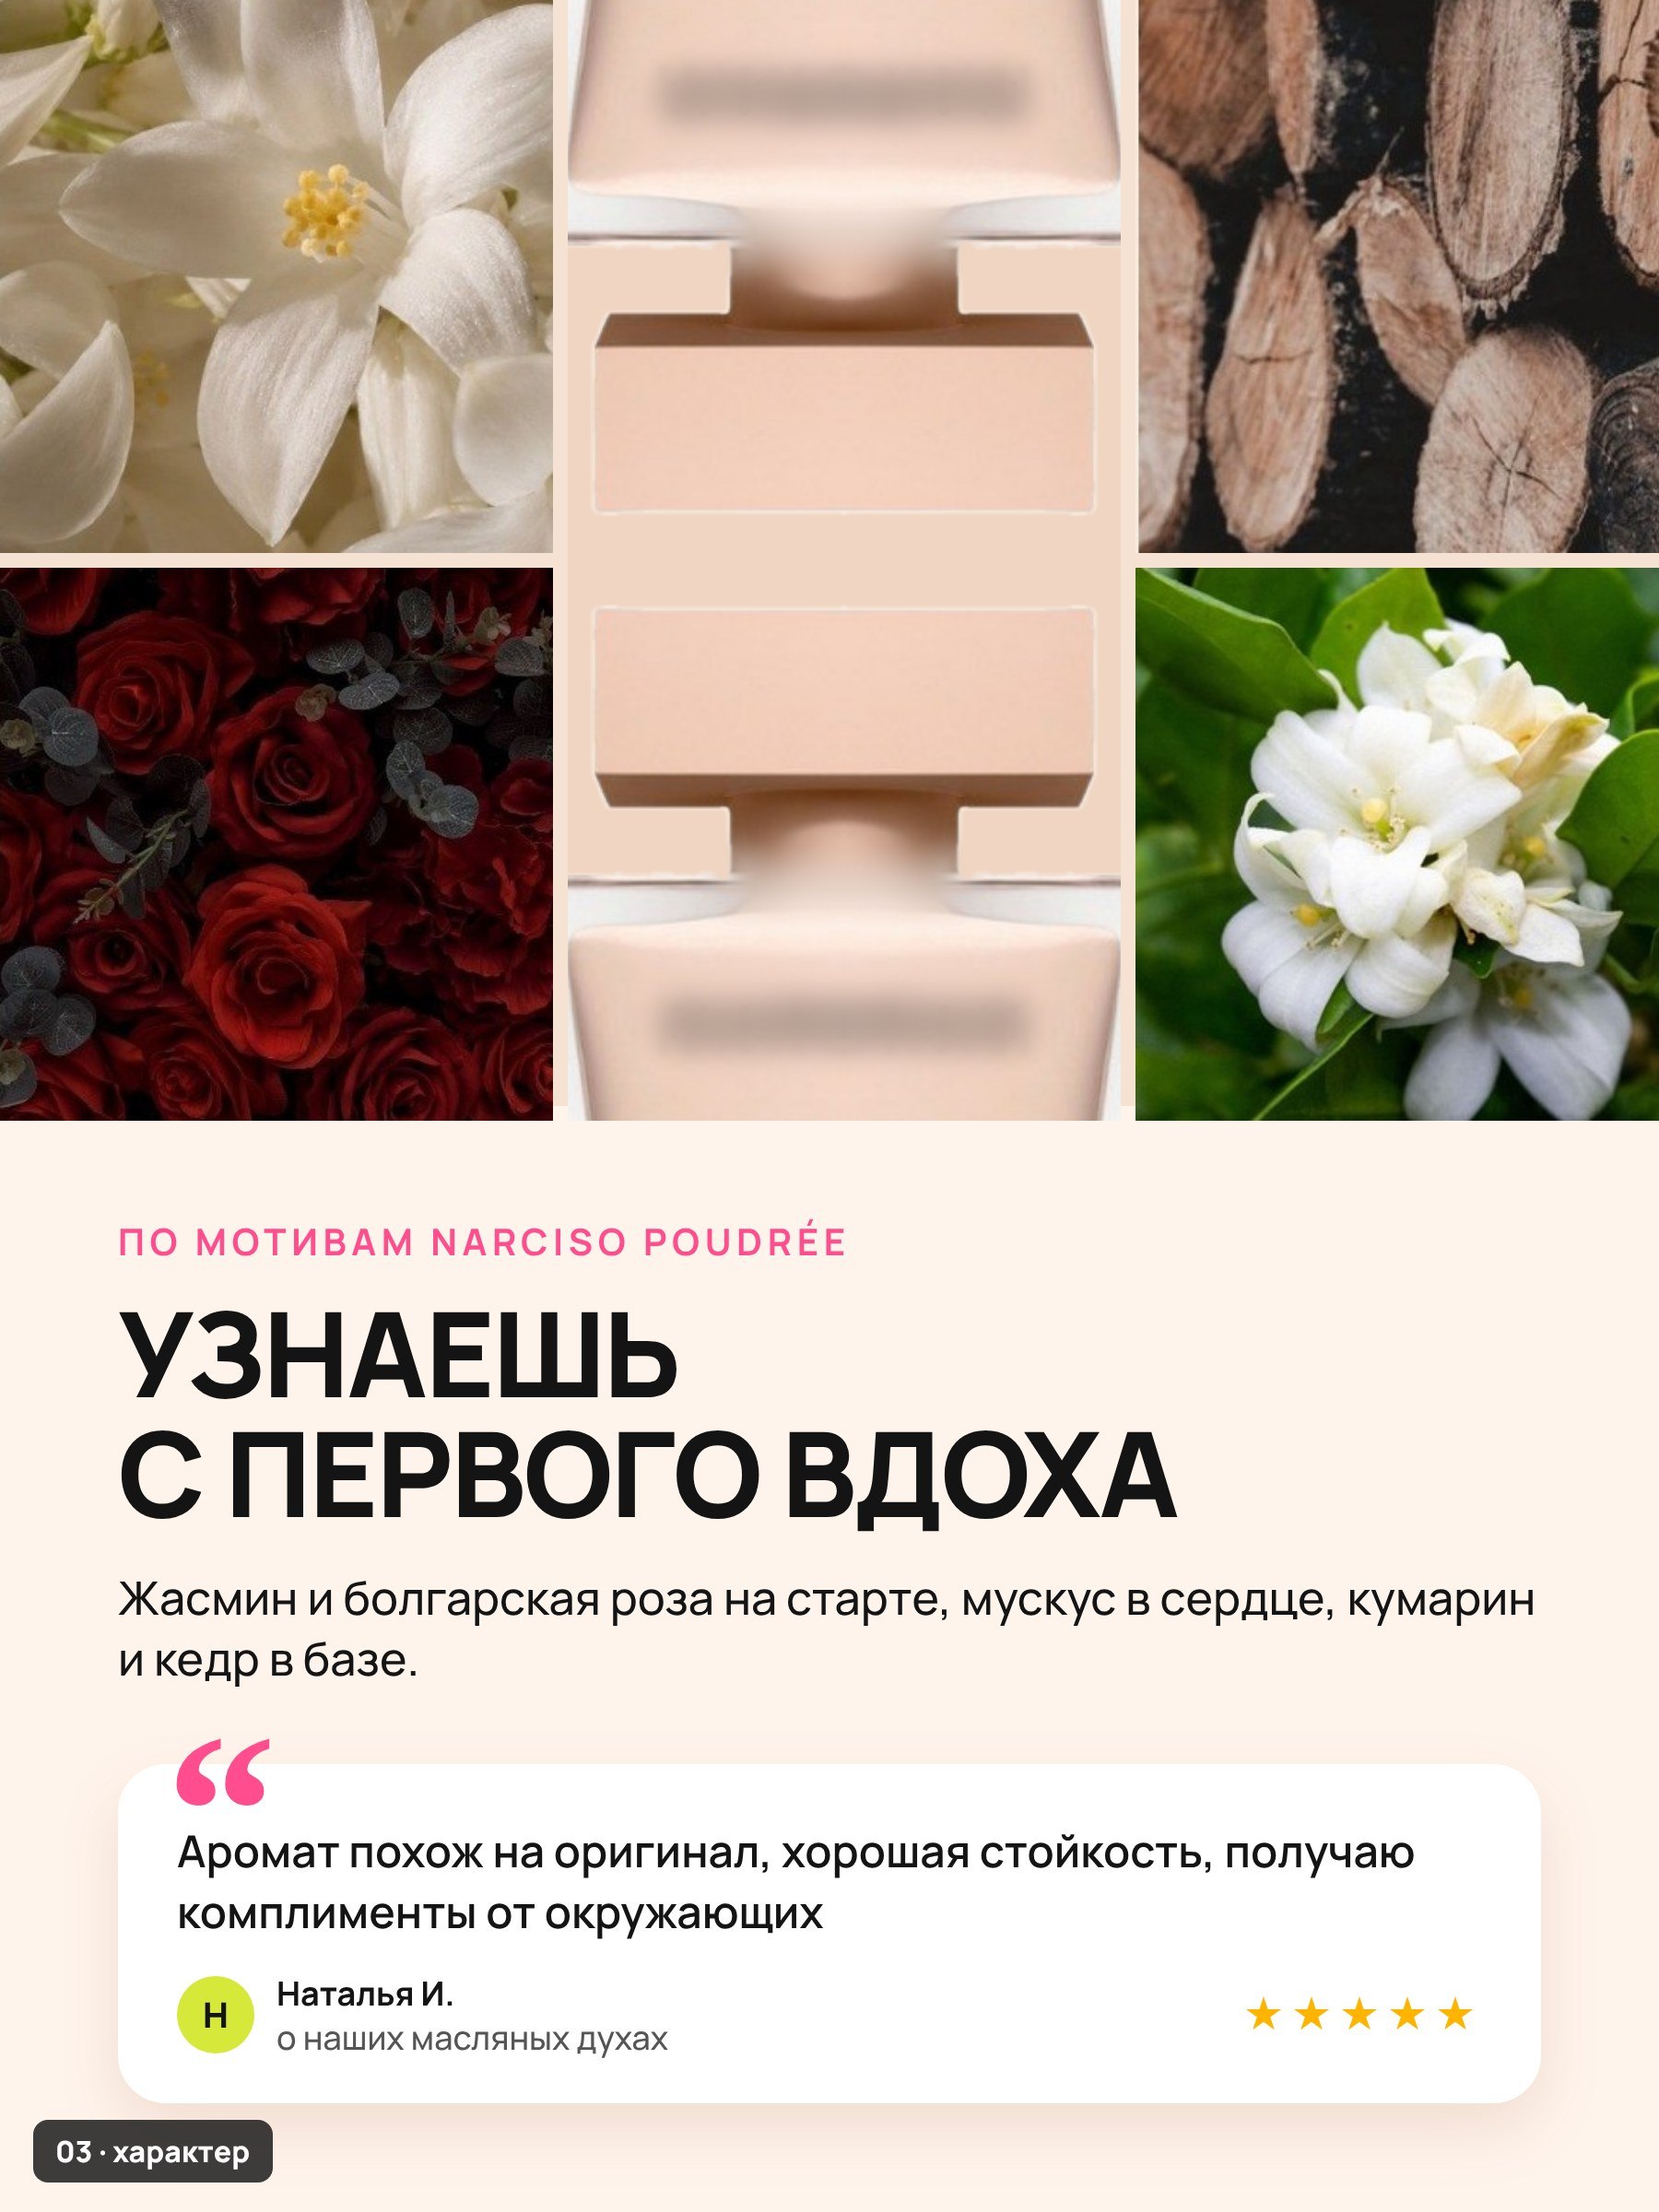 ПО МОТИВАМ NARCISO POUDRÉE
УЗНАЕШЬ
С ПЕРВОГО ВДОХА
Жасмин и болгарская роза на старте, мускус в сердце, кумарин
и кедр в базе.
“
Аромат похож на оригинал, хорошая стойкость, получаю
комплименты от окружающих
Н
Наталья И.
о наших масляных духах
★★★★★
03 · характер